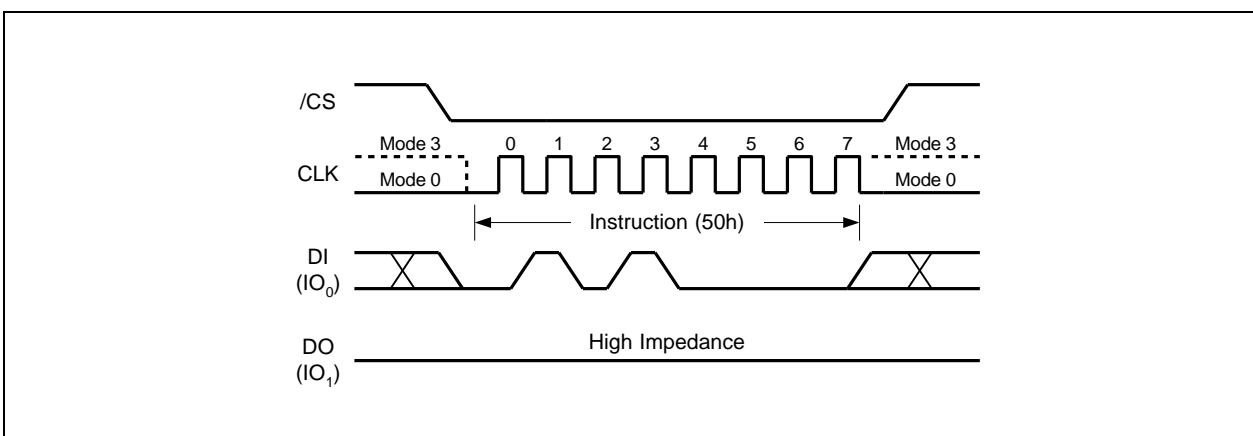 /CS
Mode 3 0 1 2 3 4 5 6 7 Mode 3
CLK
Mode 0 Mode 0
Instruction (50h)
DI
(IO0)
High Impedance
DO
(IO1)